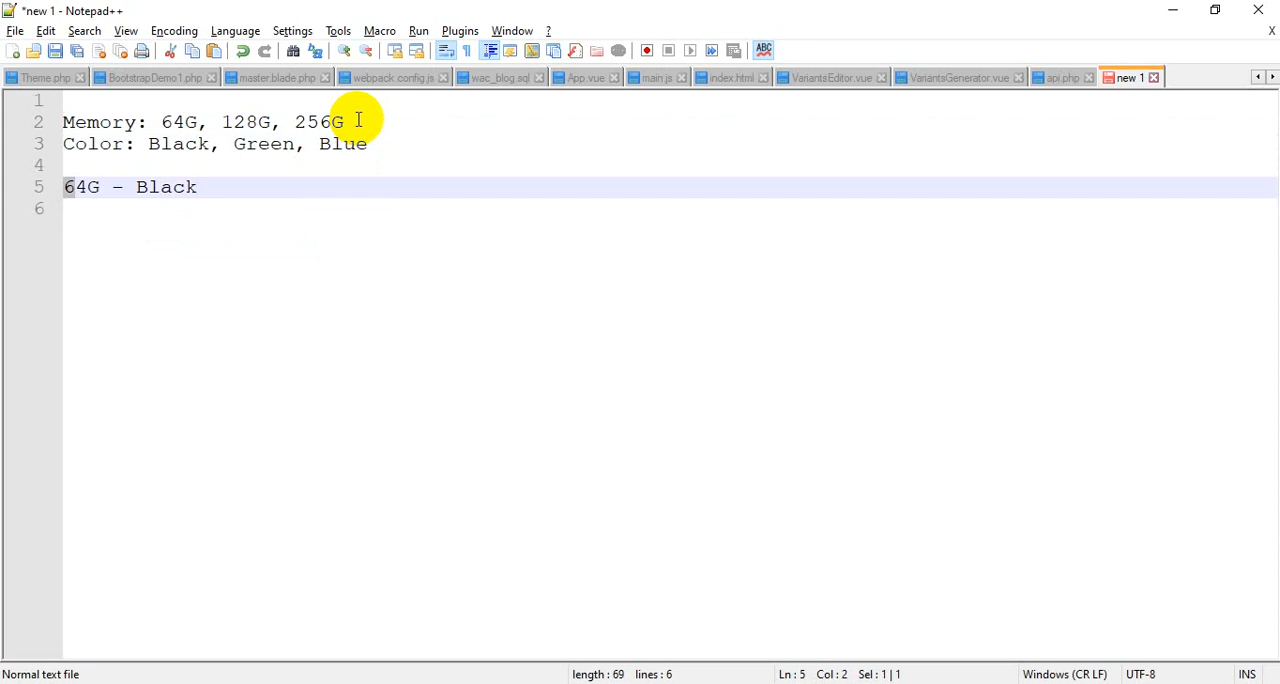 *new 1 - Notepad++
File Edit Search View Encoding Language Settings Tools Macro Run Plugins Window ?
X
ABC
Theme.php BootstrapDemo1.php master.blade.php webpack.config.js wac_blog.sql App.vue main.js index.html VariantsEditor.vue VariantsGenerator.vue api.php new 1
1
2 Memory: 64G, 128G, 256G
3 Color: Black, Green, Blue
4
5 64G - Black
6
Normal text file length : 69 lines : 6 Ln : 5 Col : 2 Sel : 1 | 1 Windows (CR LF) UTF-8 INS